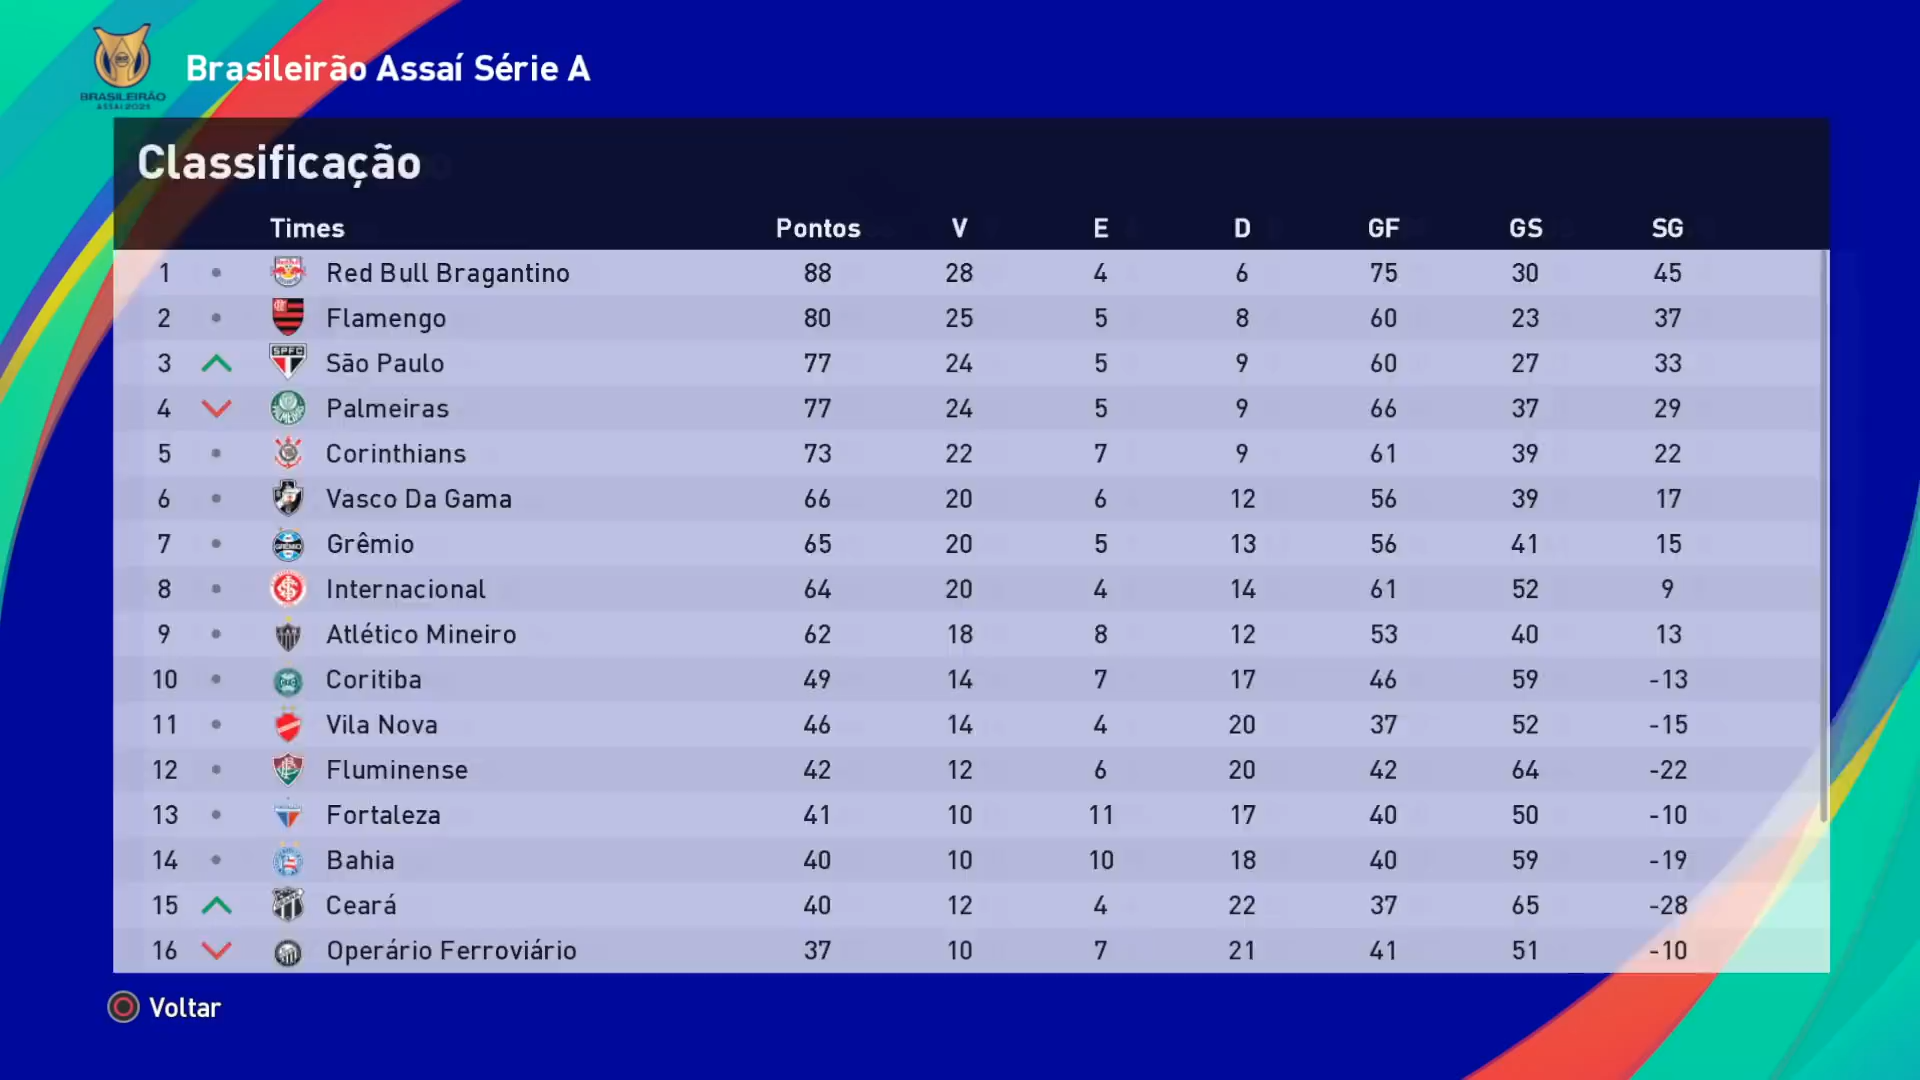 BRASILEIRÃO
ASSAÍ 2021
Brasileirão Assaí Série A
Classificação
Times Pontos V E D GF GS SG
1 Red Bull Bragantino 88 28 4 6 75 30 45
2 Flamengo 80 25 5 8 60 23 37
3 São Paulo 77 24 5 9 60 27 33
4 Palmeiras 77 24 5 9 66 37 29
5 Corinthians 73 22 7 9 61 39 22
6 Vasco Da Gama 66 20 6 12 56 39 17
7 Grêmio 65 20 5 13 56 41 15
8 Internacional 64 20 4 14 61 52 9
9 Atlético Mineiro 62 18 8 12 53 40 13
10 Coritiba 49 14 7 17 46 59 -13
11 Vila Nova 46 14 4 20 37 52 -15
12 Fluminense 42 12 6 20 42 64 -22
13 Fortaleza 41 10 11 17 40 50 -10
14 Bahia 40 10 10 18 40 59 -19
15 Ceará 40 12 4 22 37 65 -28
16 Operário Ferroviário 37 10 7 21 41 51 -10
Voltar